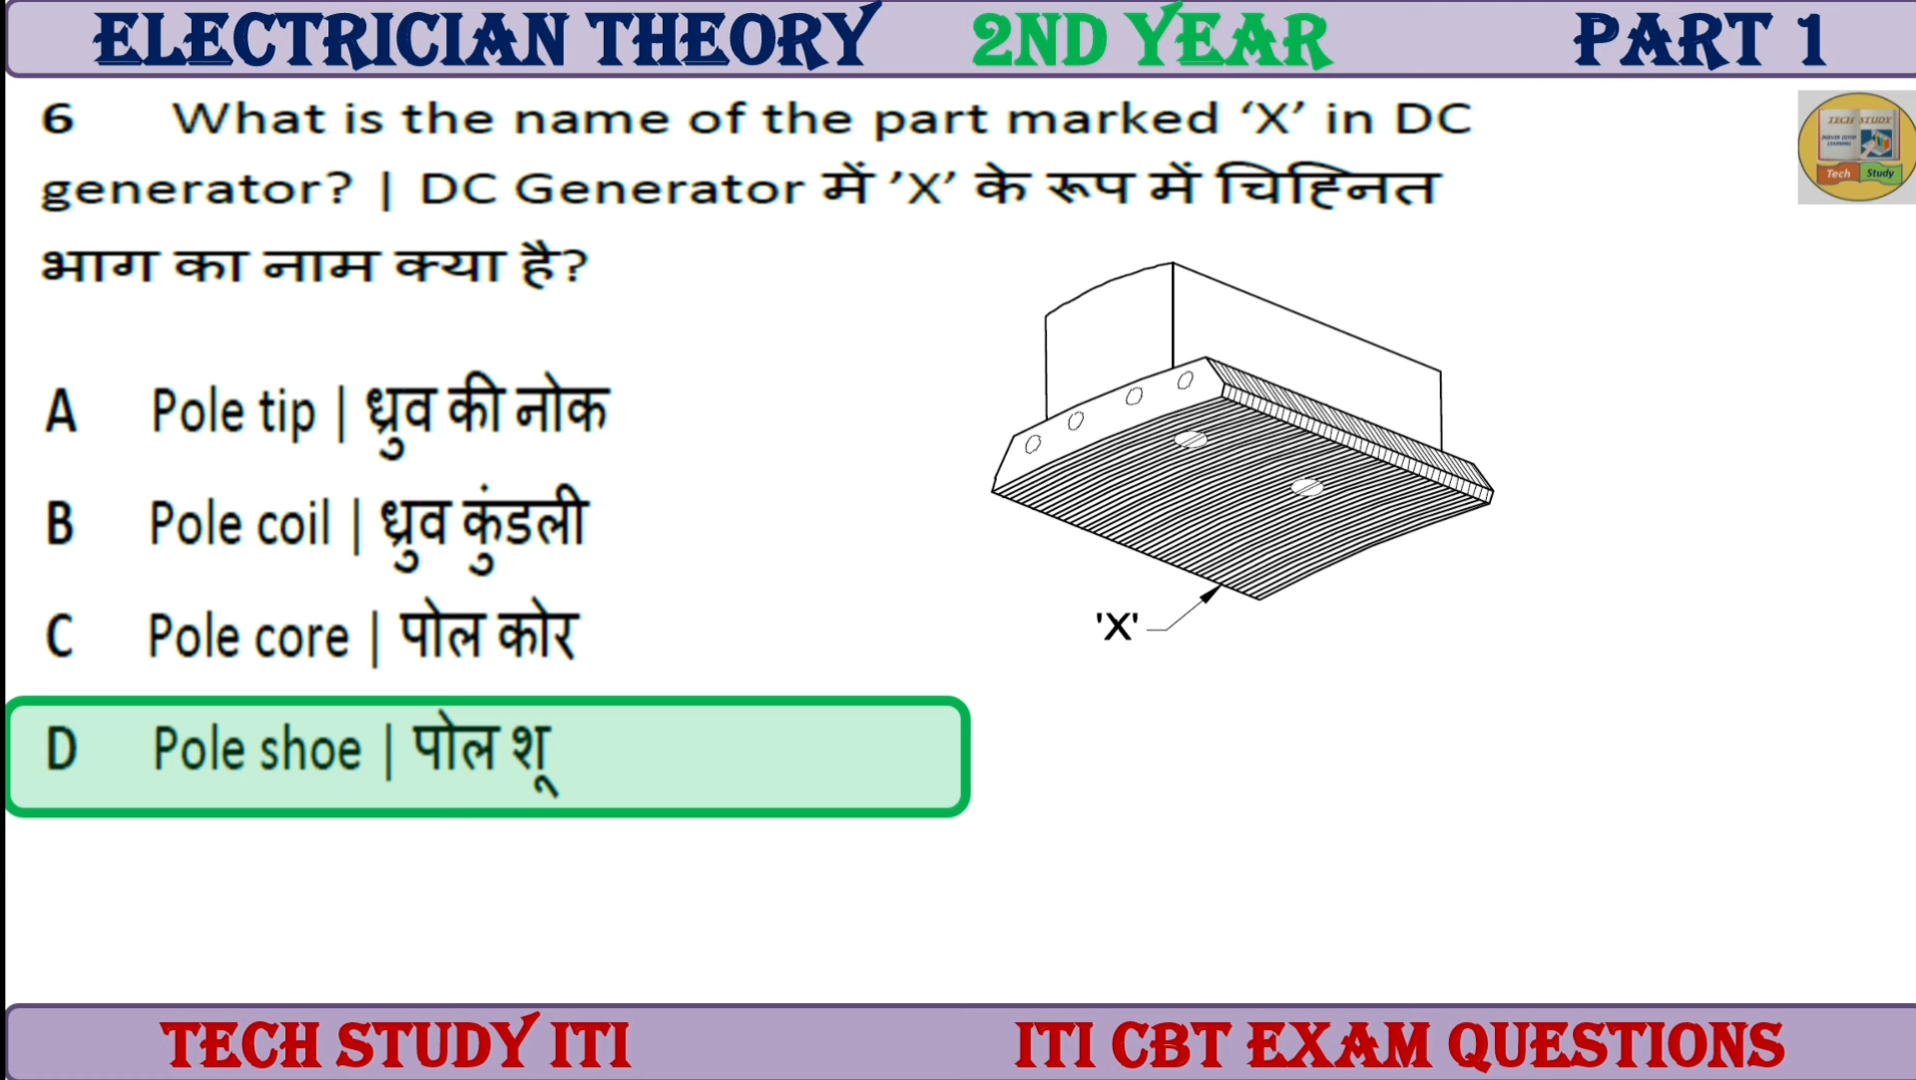 ELECTRICIAN THEORY 2ND YEAR PART 1
6 What is the name of the part marked ‘X’ in DC
generator? | DC Generator में ’X’ के रूप में चिह्नित
भाग का नाम क्या है?
TECH STUDY
Tech Study
A Pole tip | ध्रुव की नोक
B Pole coil | ध्रुव कुंडली
C Pole core | पोल कोर
'X'
D Pole shoe | पोल शू
TECH STUDY ITI ITI CBT EXAM QUESTIONS